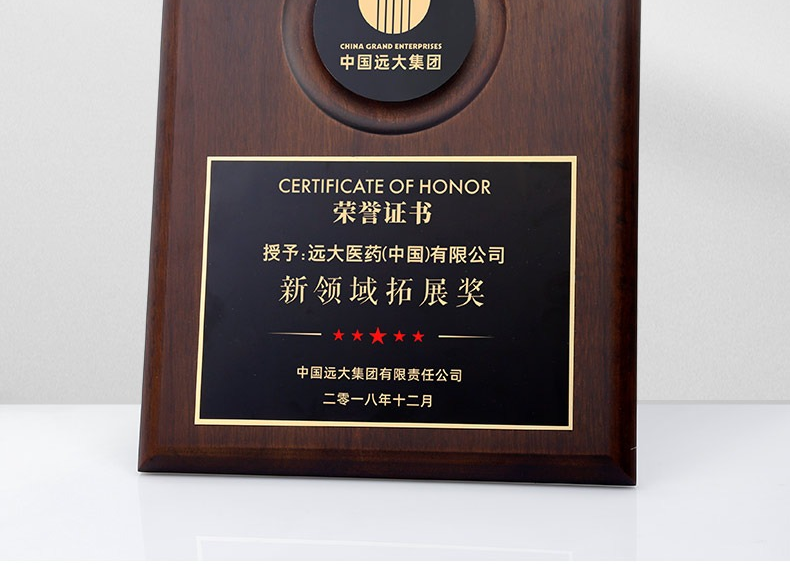 CHINA GRAND ENTERPRISES
中国远大集团
CERTIFICATE OF HONOR
荣誉证书
授予:远大医药(中国)有限公司
新领域拓展奖
中国远大集团有限责任公司
二零一八年十二月